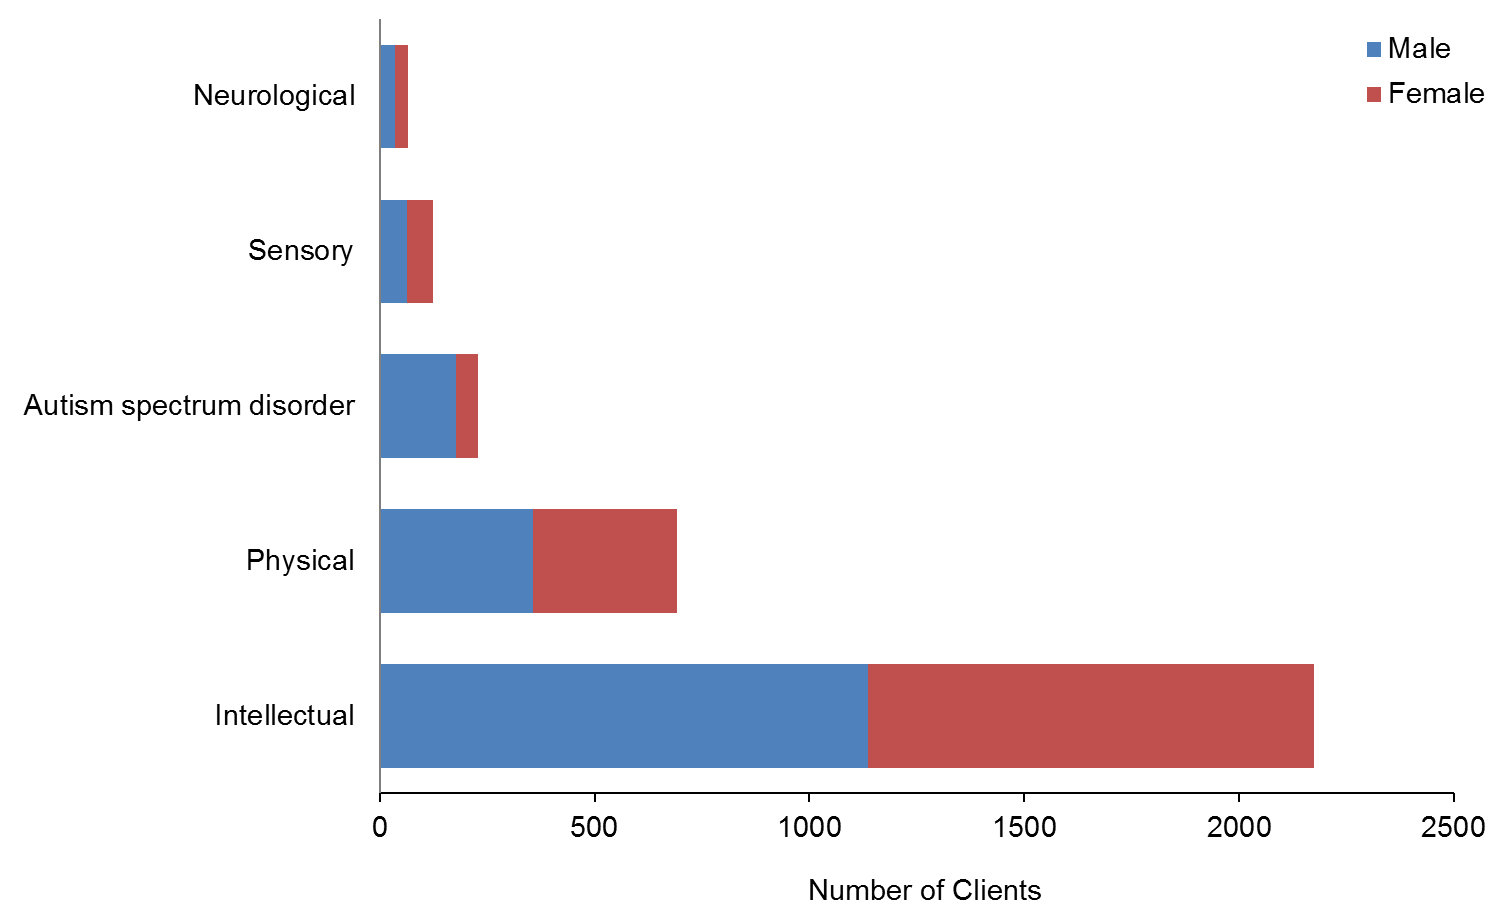 Male
Female
Neurological
Sensory
Autism spectrum disorder
Physical
Intellectual
0 500 1000 1500 2000 2500
Number of Clients